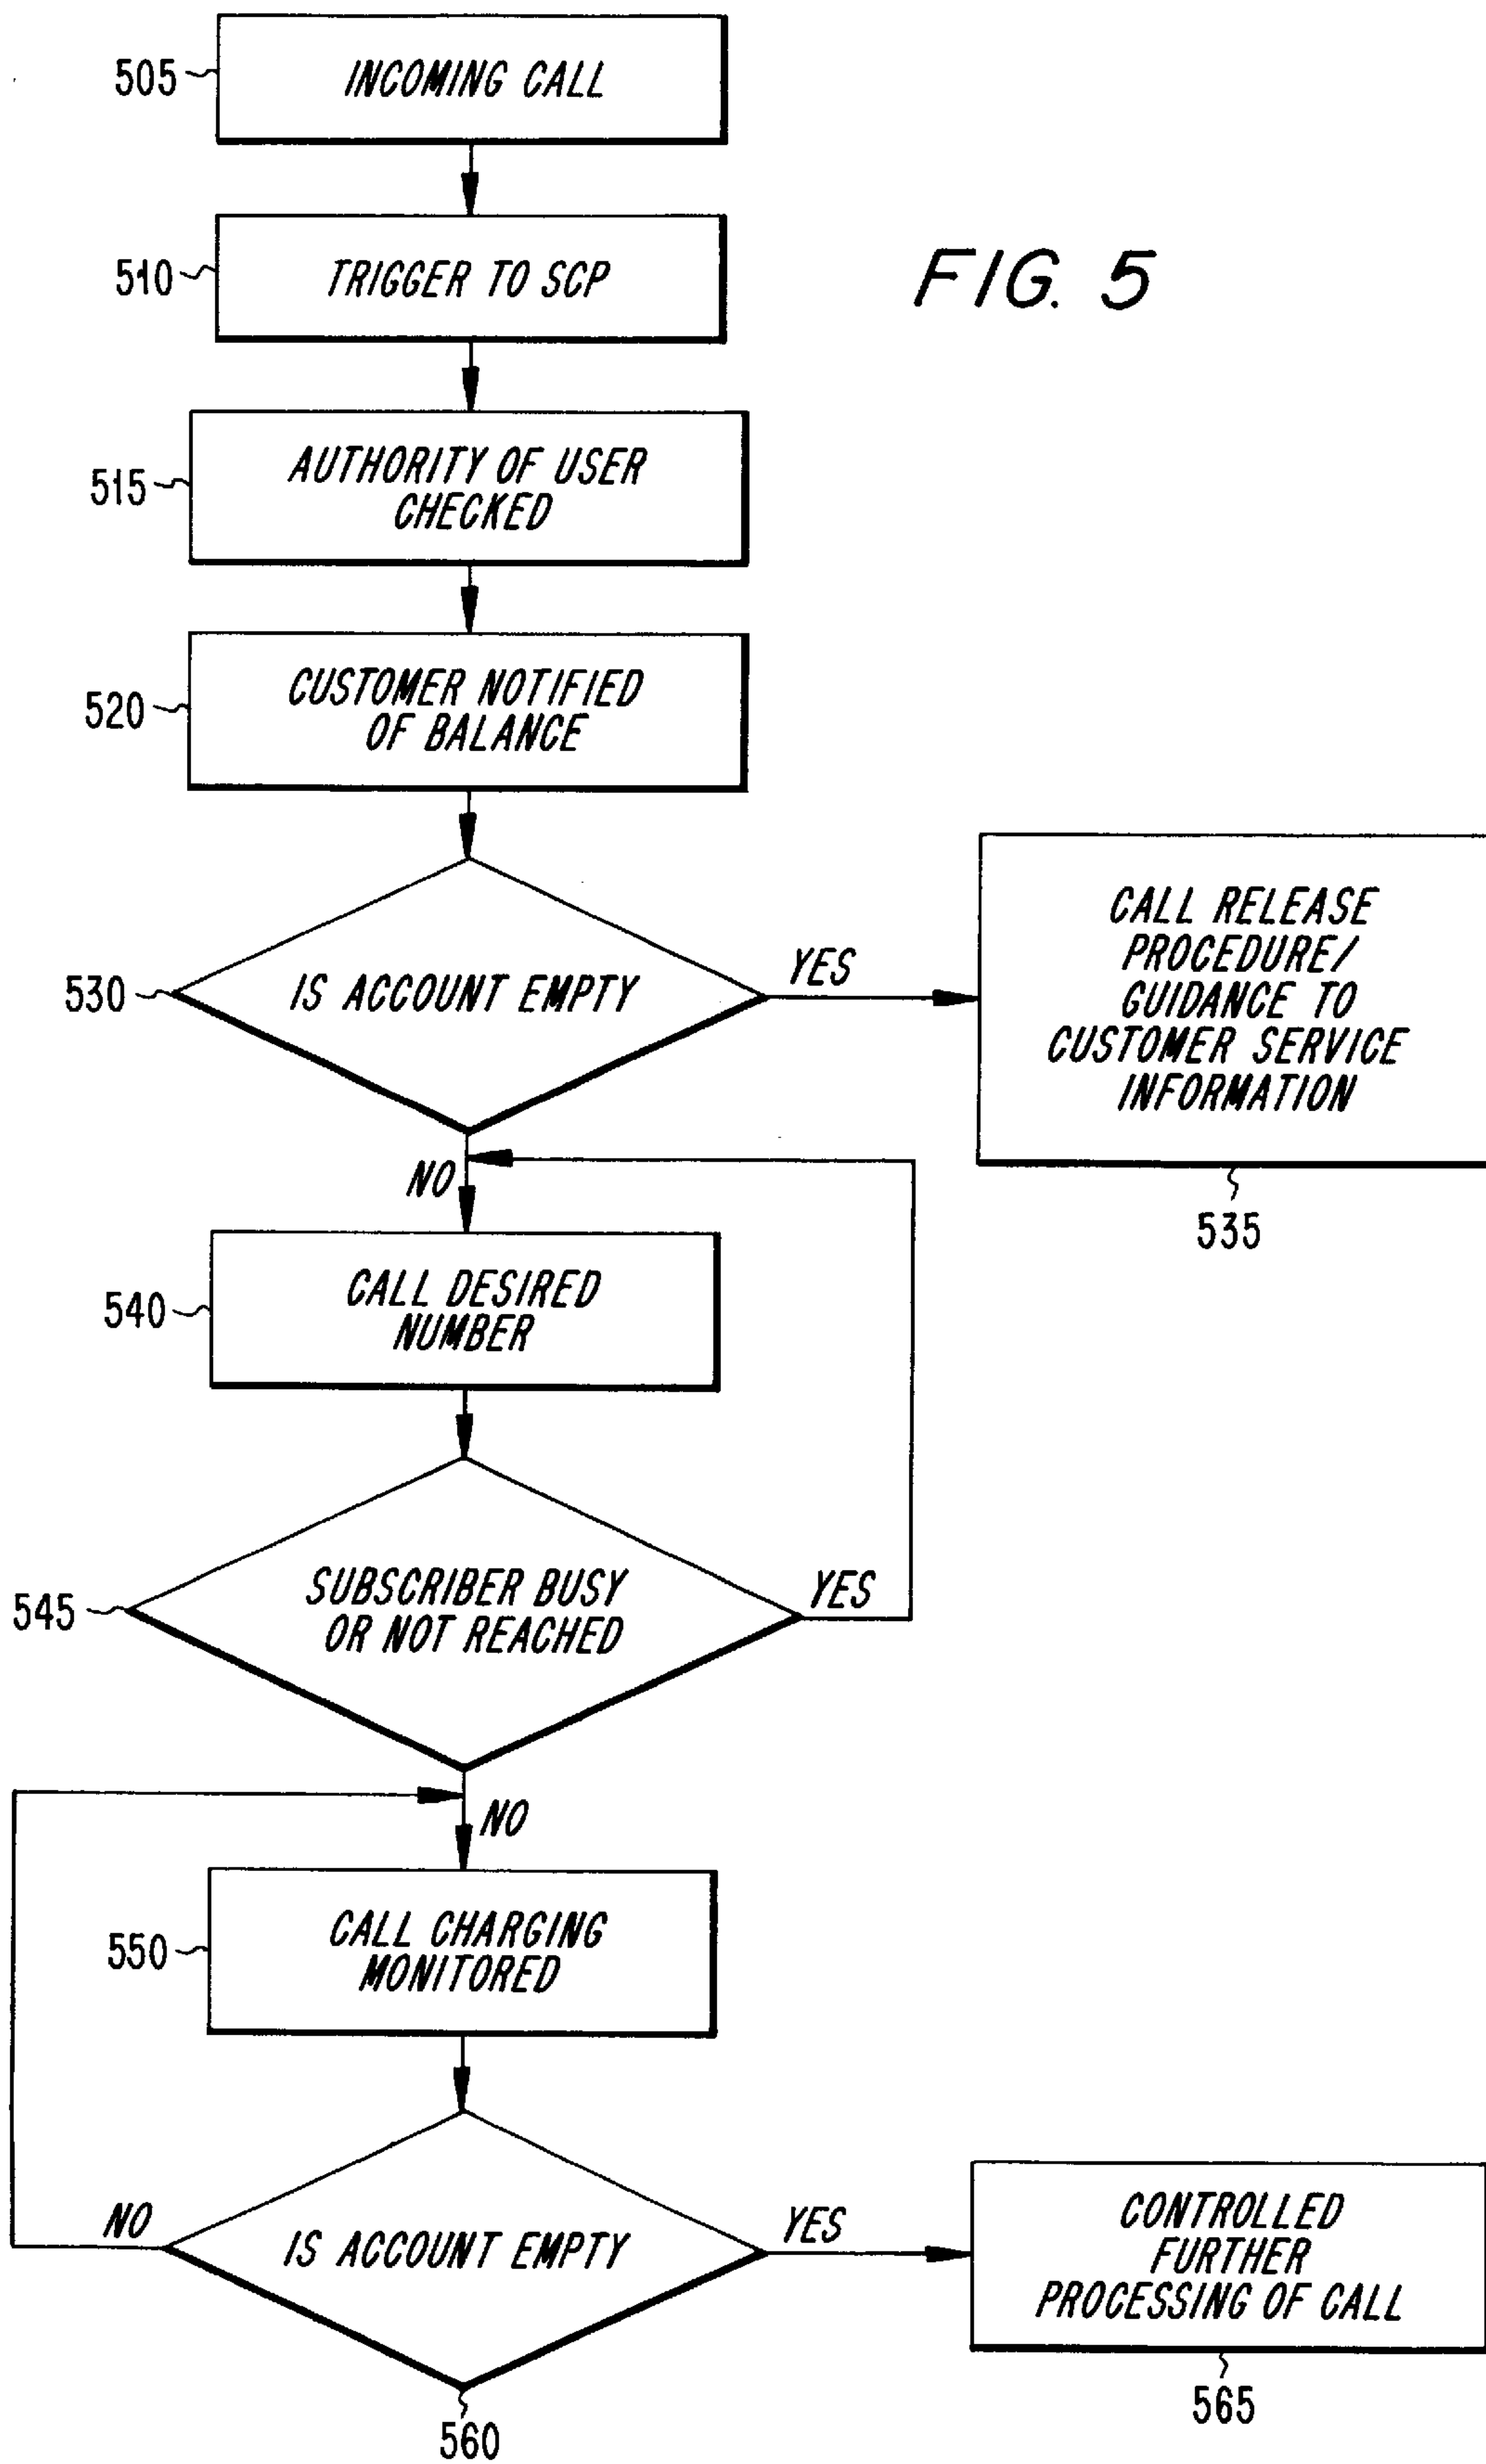 505
INCOMING CALL
510
TRIGGER TO SCP
FIG. 5
515
AUTHORITY OF USER
CHECKED
520
CUSTOMER NOTIFIED
OF BALANCE
530
IS ACCOUNT EMPTY
YES
CALL RELEASE
PROCEDURE/
GUIDANCE TO
CUSTOMER SERVICE
INFORMATION
535
NO
540
CALL DESIRED
NUMBER
545
SUBSCRIBER BUSY
OR NOT REACHED
YES
NO
550
CALL CHARGING
MONITORED
NO
IS ACCOUNT EMPTY
YES
560
CONTROLLED
FURTHER
PROCESSING OF CALL
565